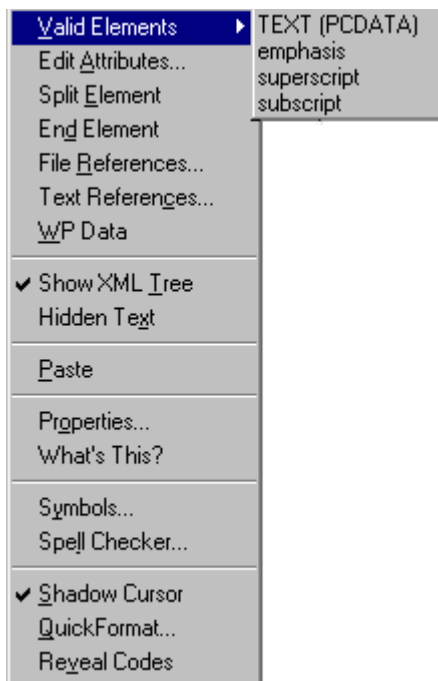 Valid Elements
TEXT (PCDATA)
emphasis
superscript
subscript
Edit Attributes...
Split Element
End Element
File References...
Text References...
WP Data
Show XML Tree
Hidden Text
Paste
Properties...
What's This?
Symbols...
Spell Checker...
Shadow Cursor
QuickFormat...
Reveal Codes